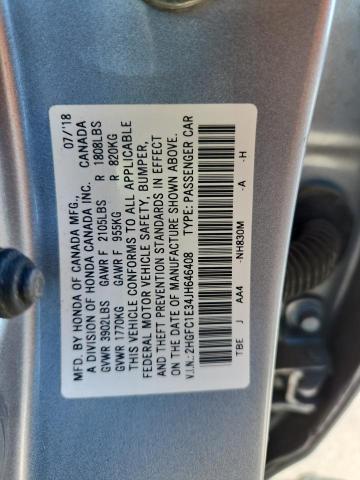 MFD. BY HONDA OF CANADA MFG., 07/'18
A DIVISION OF HONDA CANADA INC. CANADA
GVWR 3902LBS GAWR F 2105LBS R 1808LBS
GVWR 1770KG GAWR F 955KG R 820KG
THIS VEHICLE CONFORMS TO ALL APPLICABLE
FEDERAL MOTOR VEHICLE SAFETY, BUMPER,
AND THEFT PREVENTION STANDARDS IN EFFECT
ON THE DATE OF MANUFACTURE SHOWN ABOVE.
V.I.N.: 2HGFC1E34JH646408 TYPE: PASSENGER CAR
TBE J AA4 -NH830M -A -H